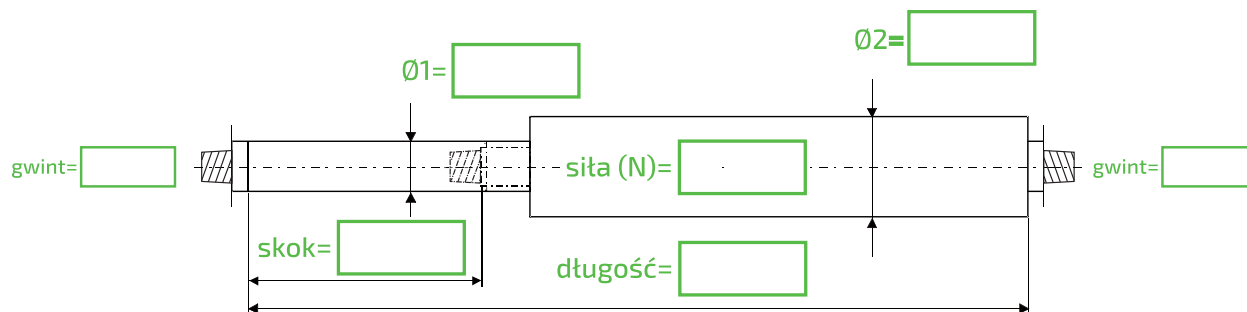 Ø2=
Ø1=
gwint=
siła (N)=
gwint=
skok=
długość=